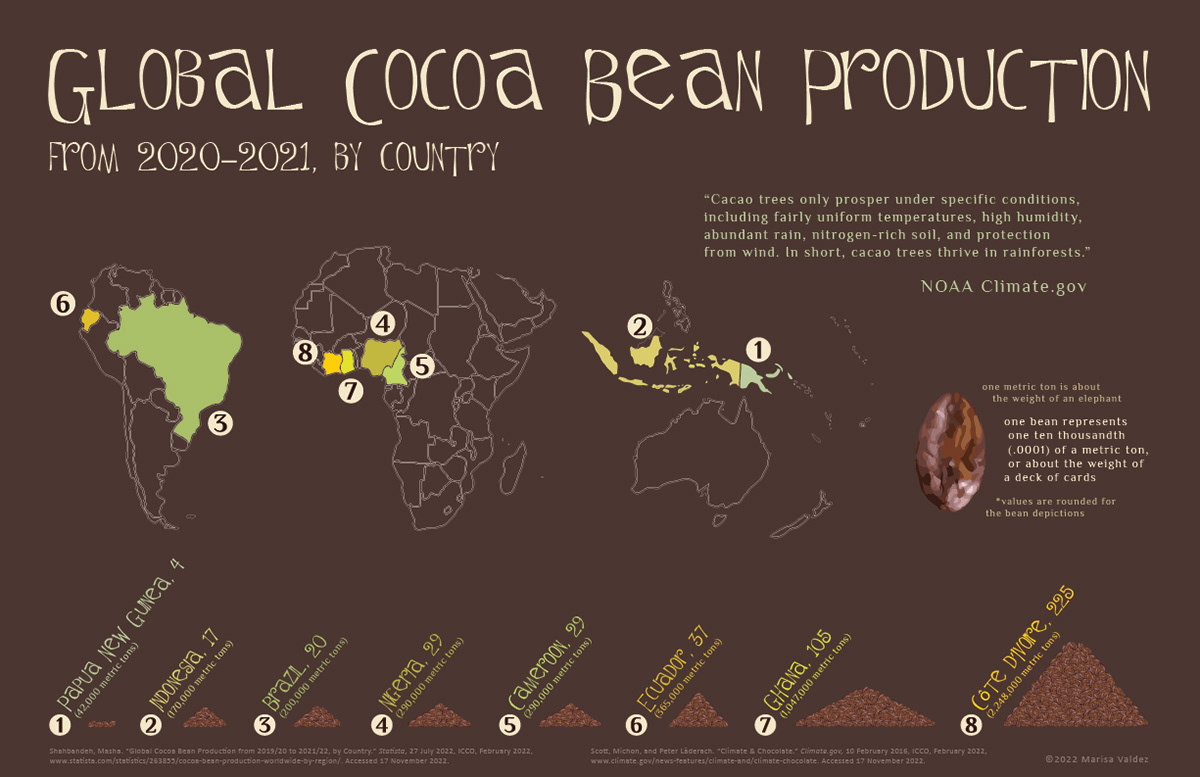 Global Cocoa Bean Production
From 2020–2021, by Country
“Cacao trees only prosper under specific conditions,
including fairly uniform temperatures, high humidity,
abundant rain, nitrogen-rich soil, and protection
from wind. In short, cacao trees thrive in rainforests.”
NOAA Climate.gov
6
3
8
4
7
5
2
1
one metric ton is about
the weight of an elephant
one bean represents
one ten thousandth
(.0001) of a metric ton,
or about the weight of
a deck of cards
*values are rounded for
the bean depictions
1
Papua New Guinea, 4
(42,000 metric tons)
2
Indonesia, 17
(170,000 metric tons)
3
Brazil, 20
(200,000 metric tons)
4
Nigeria, 29
(290,000 metric tons)
5
Cameroon, 29
(290,000 metric tons)
6
Ecuador, 37
(365,000 metric tons)
7
Ghana, 105
(1,047,000 metric tons)
8
Côte D'Ivoire, 225
(2,248,000 metric tons)
Shahbandeh, Masha. "Global Cocoa Bean Production from 2019/20 to 2021/22, by Country." Statista, 27 July 2022, ICCO, February 2022,
www.statista.com/statistics/263855/cocoa-bean-production-worldwide-by-region/. Accessed 17 November 2022.
Scott, Michon, and Peter Läderach. "Climate & Chocolate." Climate.gov, 10 February 2016, ICCO, February 2022,
www.climate.gov/news-features/climate-and/climate-chocolate. Accessed 17 November 2022.
©2022 Marisa Valdez